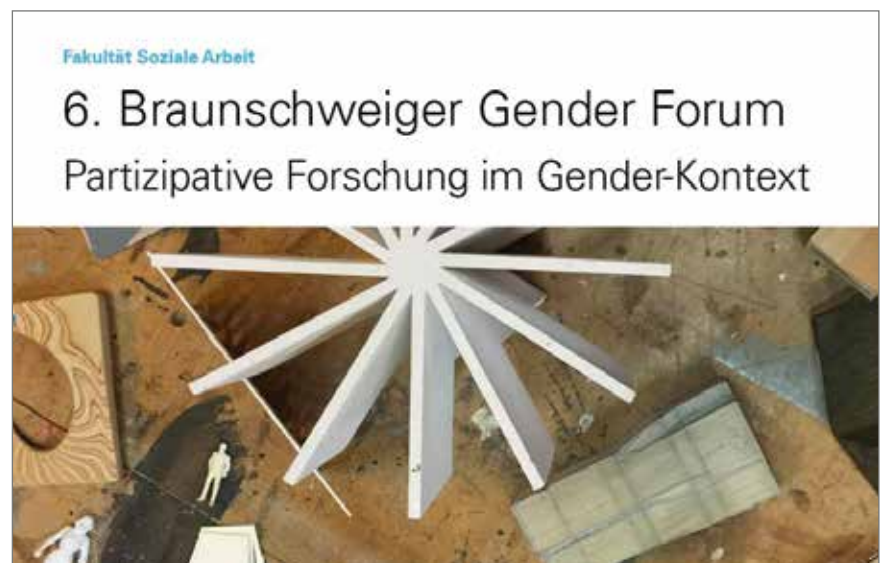 Fakultät Soziale Arbeit
6. Braunschweiger Gender Forum
Partizipative Forschung im Gender-Kontext